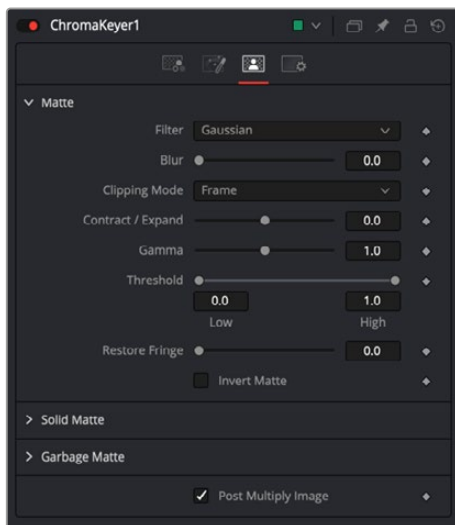 ChromaKeyer1
Matte
Filter Gaussian
Blur 0.0
Clipping Mode Frame
Contract / Expand 0.0
Gamma 1.0
Threshold
0.0 1.0
Low High
Restore Fringe 0.0
Invert Matte
Solid Matte
Garbage Matte
Post Multiply Image